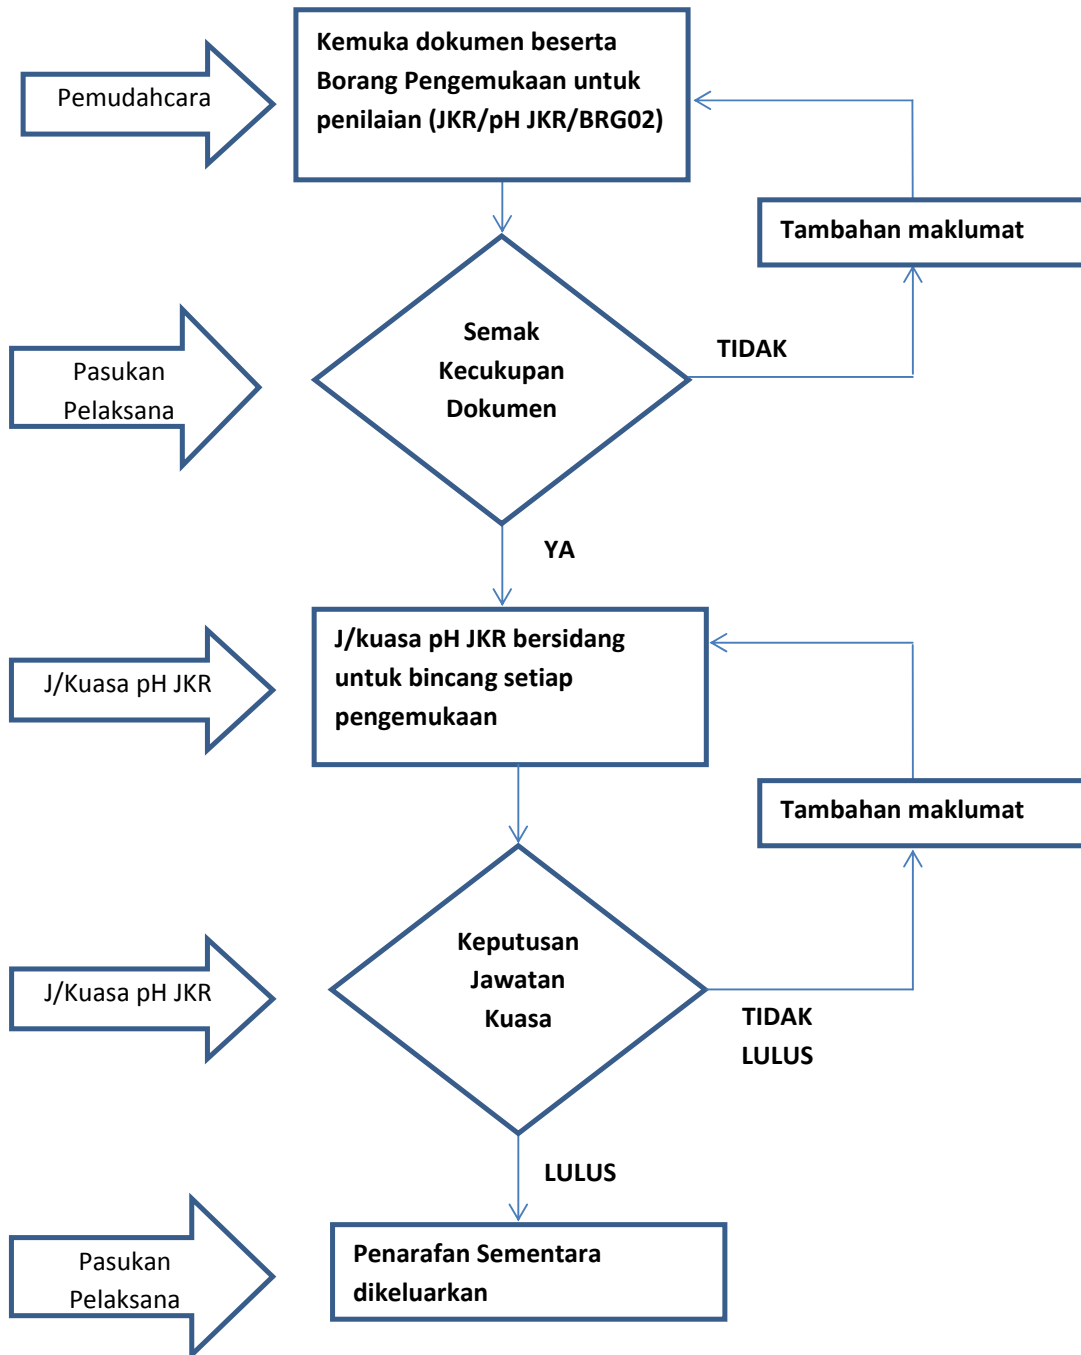 Pemudahcara
Kemuka dokumen beserta
Borang Pengemukaan untuk
penilaian (JKR/pH JKR/BRG02)
Tambahan maklumat
Pasukan
Pelaksana
Semak
Kecukupan
Dokumen
TIDAK
YA
J/Kuasa pH JKR
J/kuasa pH JKR bersidang
untuk bincang setiap
pengemukaan
Tambahan maklumat
J/Kuasa pH JKR
Keputusan
Jawatan
Kuasa
TIDAK
LULUS
LULUS
Pasukan
Pelaksana
Penarafan Sementara
dikeluarkan